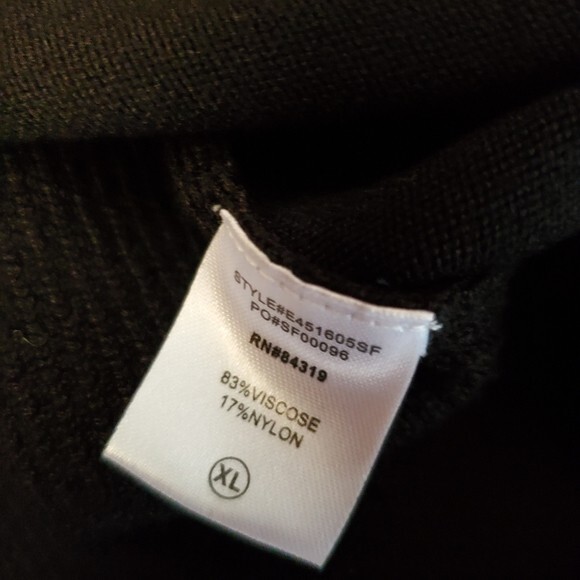 STYLE#E451605SF
PO#SF00096
RN#84319
83%VISCOSE
17%NYLON
XL